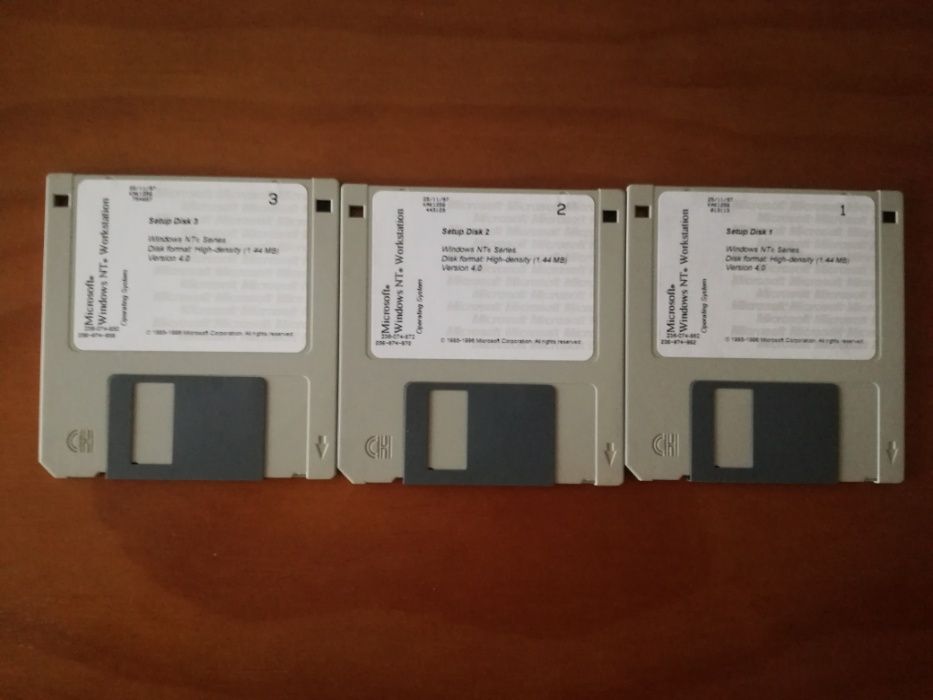 3
Setup Disk 3
Windows NT® Series
Disk format: High-density (1.44 MB)
Version 4.0
Microsoft®
Windows NT® Workstation
Operating System
© 1985-1996 Microsoft Corporation. All rights reserved.
2
Setup Disk 2
Windows NT® Series
Disk format: High-density (1.44 MB)
Version 4.0
Microsoft®
Windows NT® Workstation
Operating System
© 1985-1996 Microsoft Corporation. All rights reserved.
1
Setup Disk 1
Windows NT® Series
Disk format: High-density (1.44 MB)
Version 4.0
Microsoft®
Windows NT® Workstation
Operating System
© 1985-1996 Microsoft Corporation. All rights reserved.